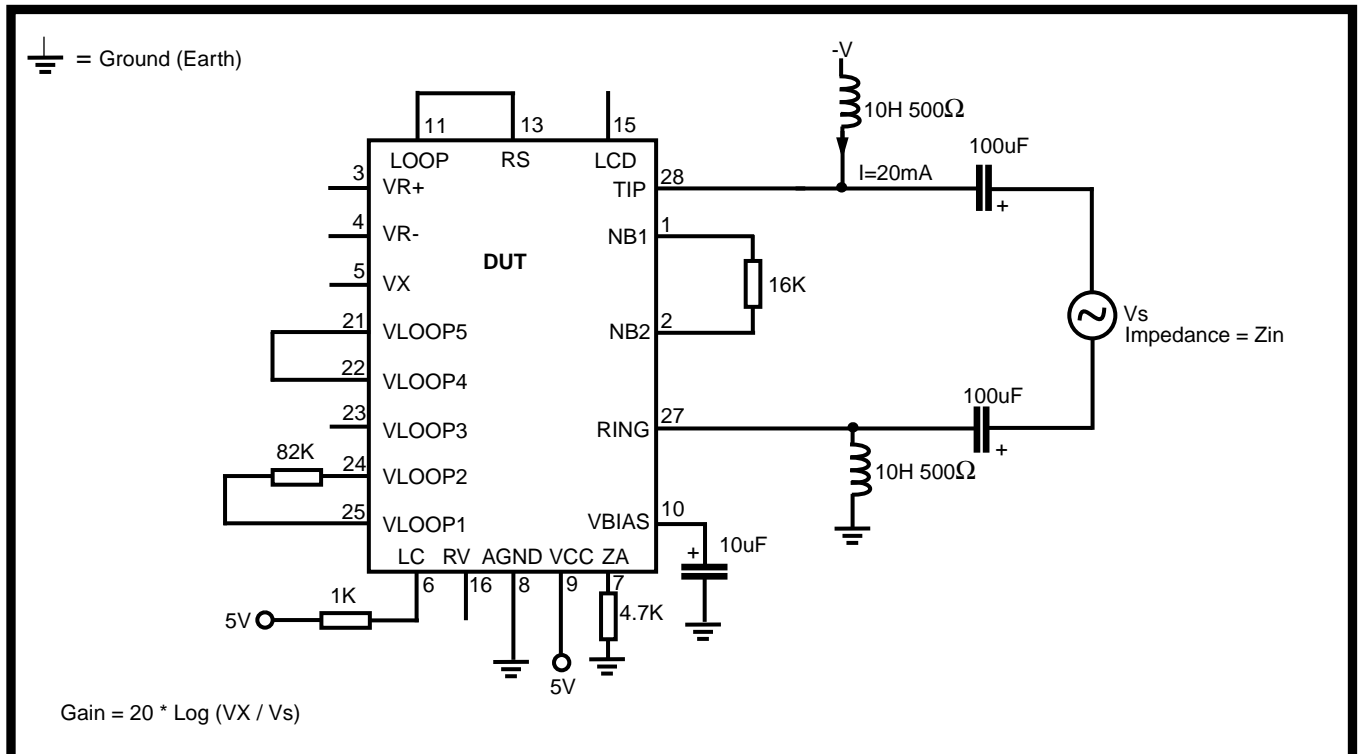 = Ground (Earth)
-V
10H 500Ω
11
13
15
100uF
LOOP
RS
LCD
3
VR+
TIP
28
I=20mA
+
4
VR-
NB1
1
DUT
5
VX
16K
21
VLOOP5
NB2
2
Vs
Impedance = Zin
22
VLOOP4
100uF
23
VLOOP3
RING
27
+
82K
24
VLOOP2
10H 500Ω
25
VLOOP1
VBIAS
10
+
10uF
LC
RV
AGND
VCC
ZA
6
16
8
9
7
1K
4.7K
5V
5V
Gain = 20 * Log (VX / Vs)